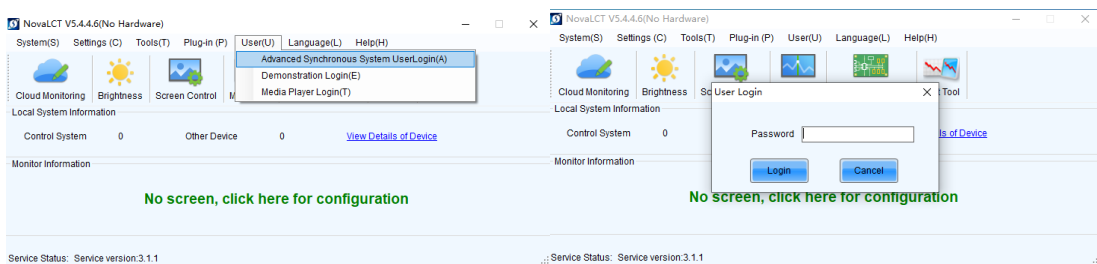 NovaLCT V5.4.4.6(No Hardware)
System(S) Settings (C) Tools(T) Plug-in (P) User(U) Language(L) Help(H)
Advanced Synchronous System UserLogin(A)
Demonstration Login(E)
Media Player Login(T)
Cloud Monitoring Brightness Screen Control
Local System Information
Control System 0 Other Device 0 View Details of Device
Monitor Information
No screen, click here for configuration
Service Status: Service version:3.1.1
NovaLCT V5.4.4.6(No Hardware)
System(S) Settings (C) Tools(T) Plug-in (P) User(U) Language(L) Help(H)
Cloud Monitoring Brightness Tool
User Login
Password
Login Cancel
Local System Information
Control System 0 of Device
Monitor Information
No screen, click here for configuration
Service Status: Service version:3.1.1